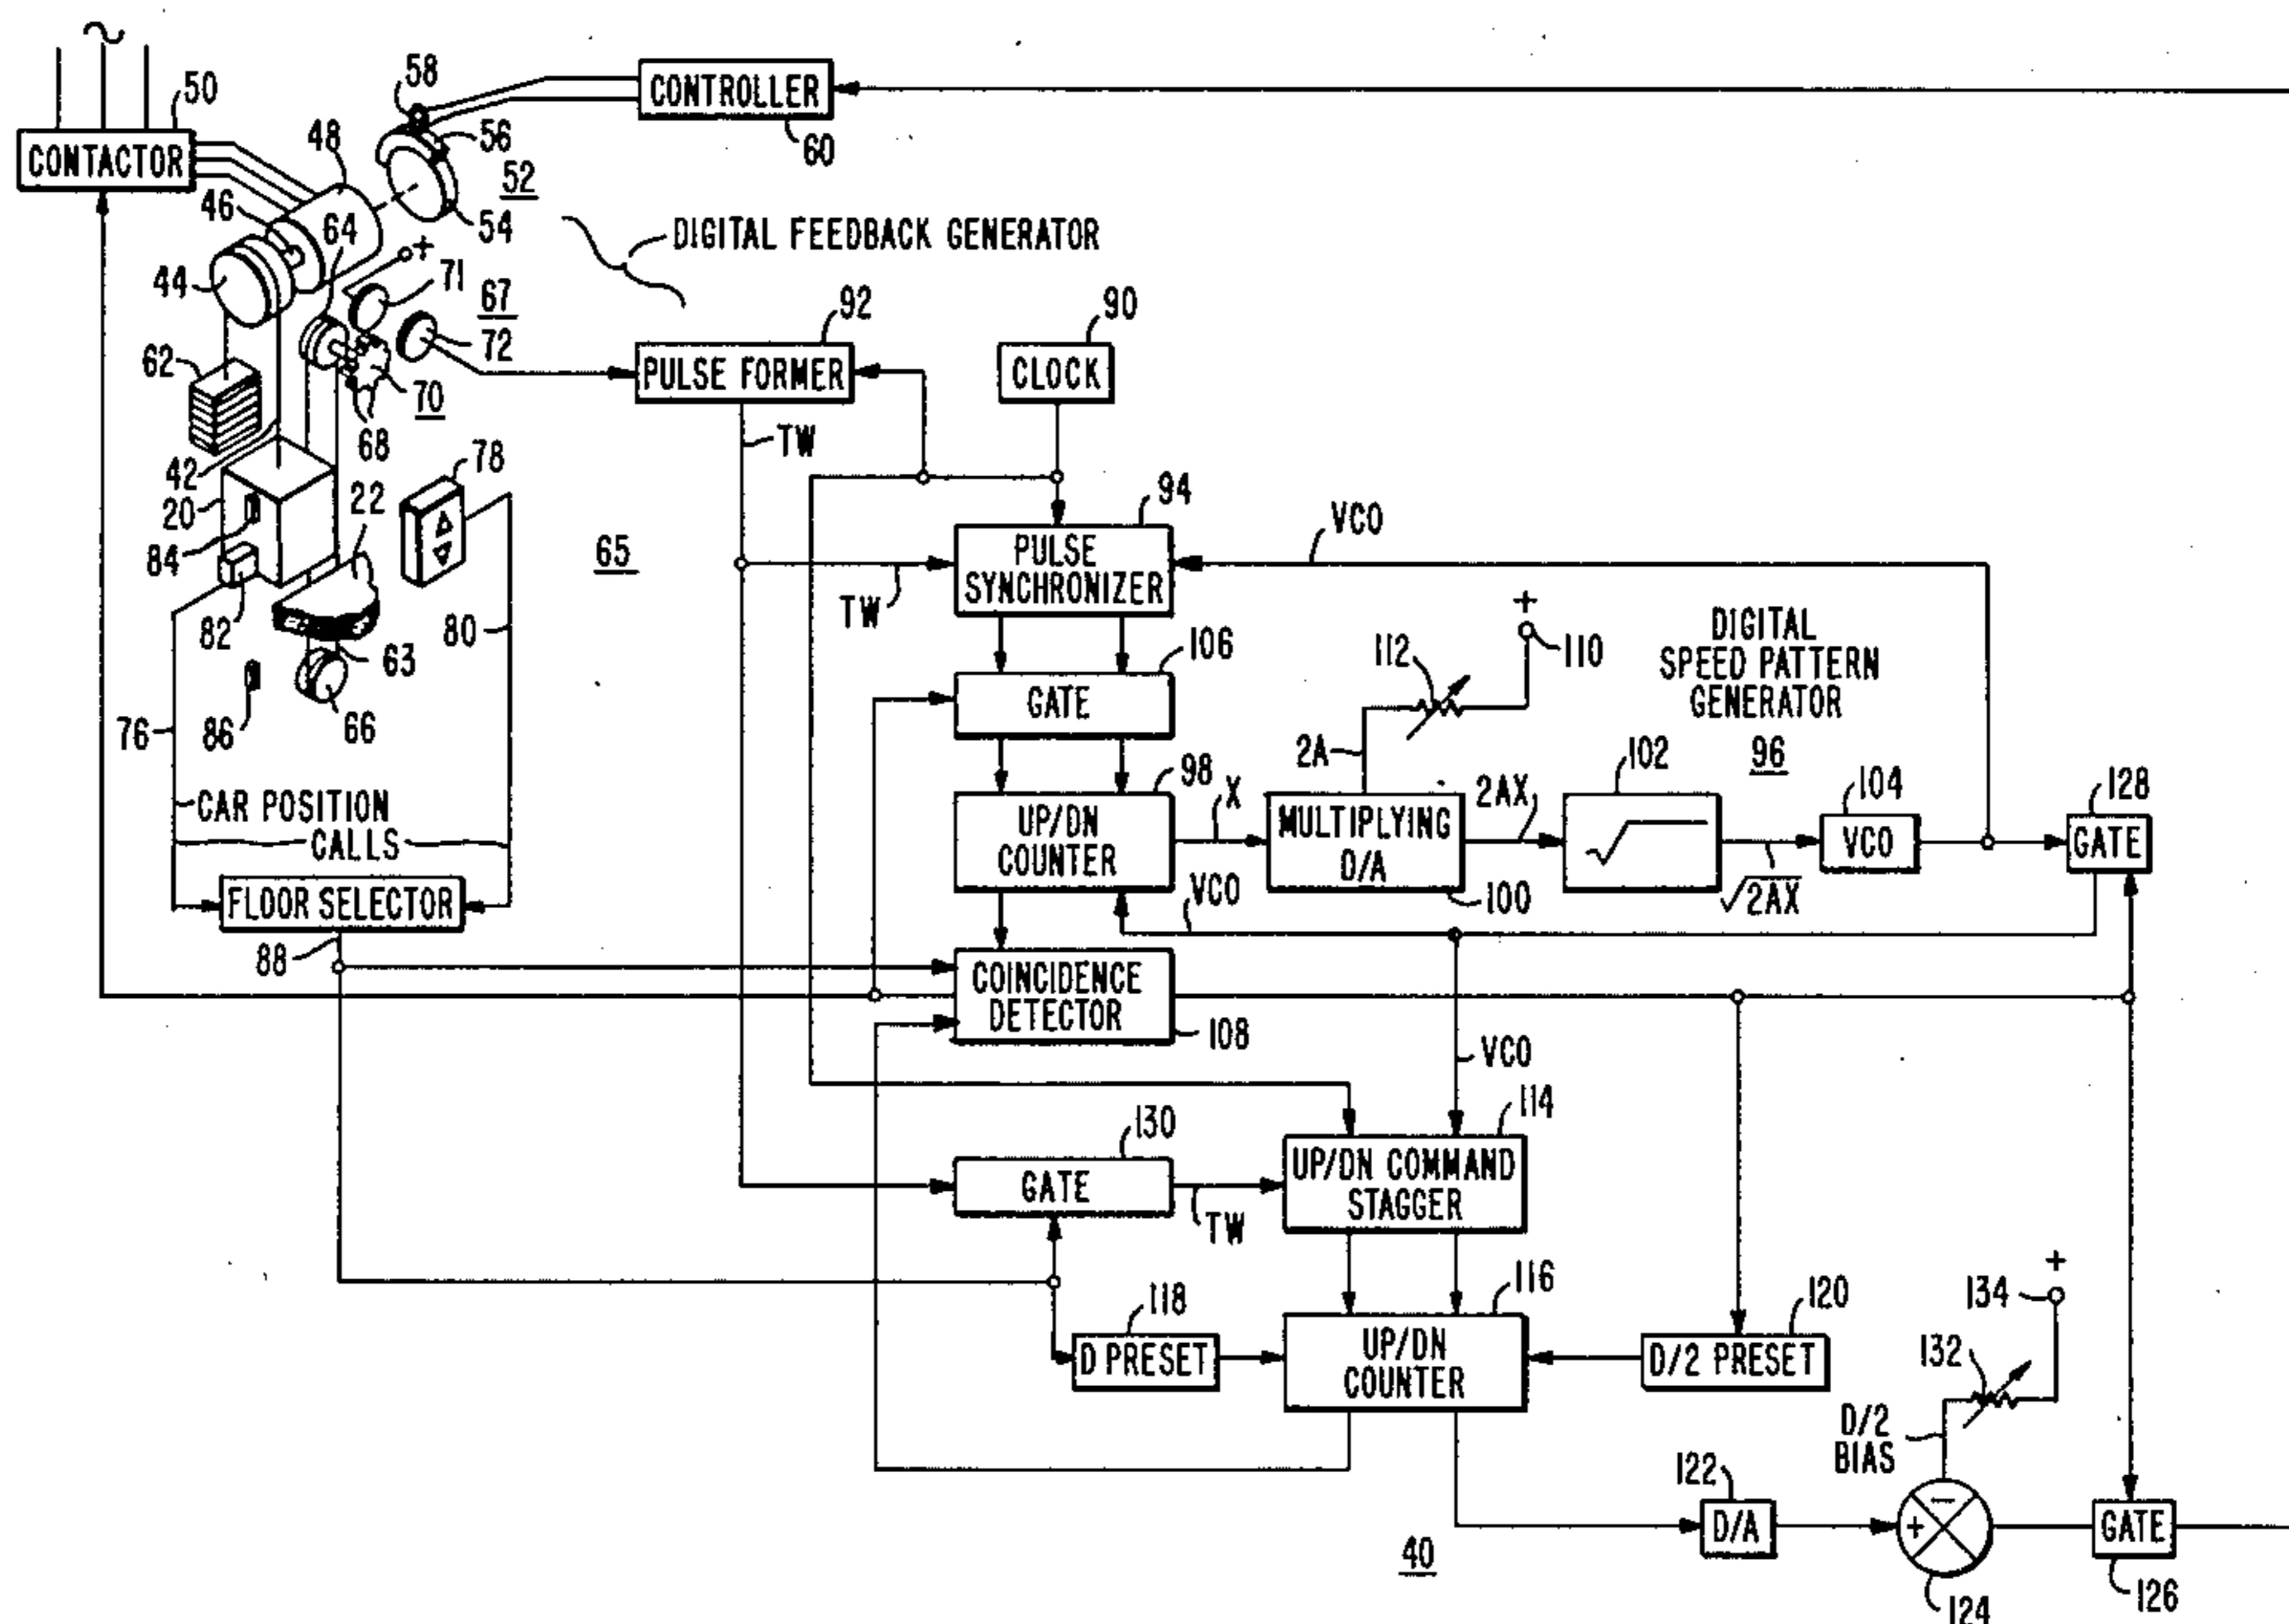 58
CONTROLLER
50
56
60
48
CONTACTOR
52
46
64
54
+
DIGITAL FEEDBACK GENERATOR
44
71
67
92
90
72
62
PULSE FORMER
CLOCK
70
68
TW
42
78
20
22
94
VCO
84
PULSE
SYNCHRONIZER
65
TW
82
80
+
63
106
112
110
DIGITAL
SPEED PATTERN
GENERATOR
GATE
66
76
86
2A
96
98
X
2AX
102
104
128
CAR POSITION
CALLS
UP/DN
COUNTER
MULTIPLYING
D/A
√
VCO
GATE
FLOOR SELECTOR
VCO
100
√2AX
88
COINCIDENCE
DETECTOR
108
VCO
114
130
UP/DN COMMAND
STAGGER
GATE
TW
116
+
118
120
134
D PRESET
UP/DN
COUNTER
D/2 PRESET
132
D/2
BIAS
122
−
D/A
+
GATE
40
124
126